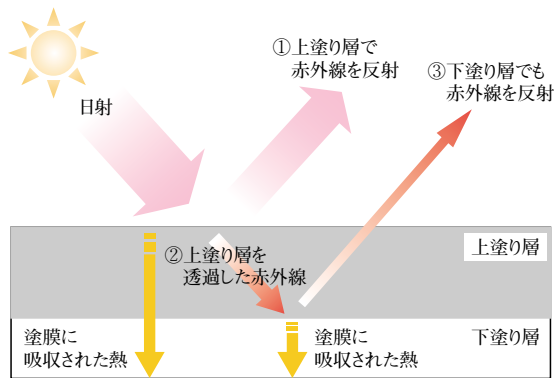 日射
①上塗り層で
赤外線を反射
③下塗り層でも
赤外線を反射
上塗り層
②上塗り層を
透過した赤外線
塗膜に
吸収された熱
塗膜に
吸収された熱
下塗り層